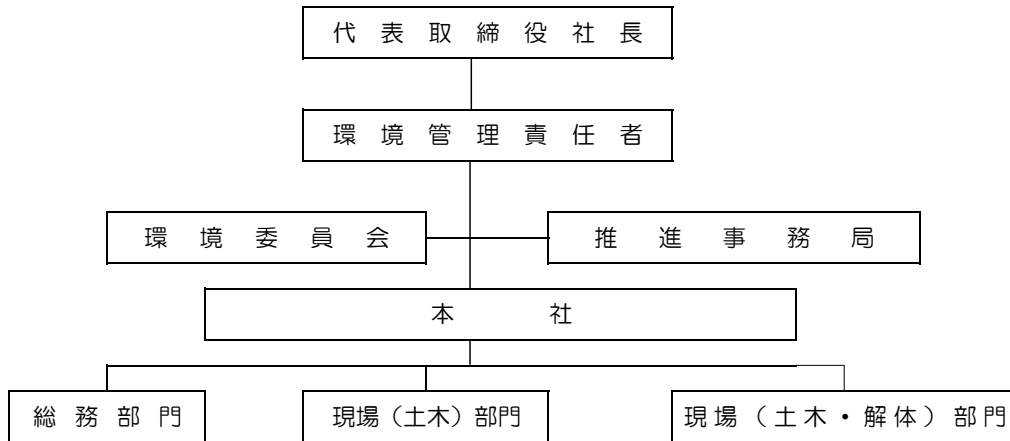 代表取締役社長
環境管理責任者
環境委員会
推進事務局
本社
総務部門
現場（土木）部門
現場（土木・解体）部門